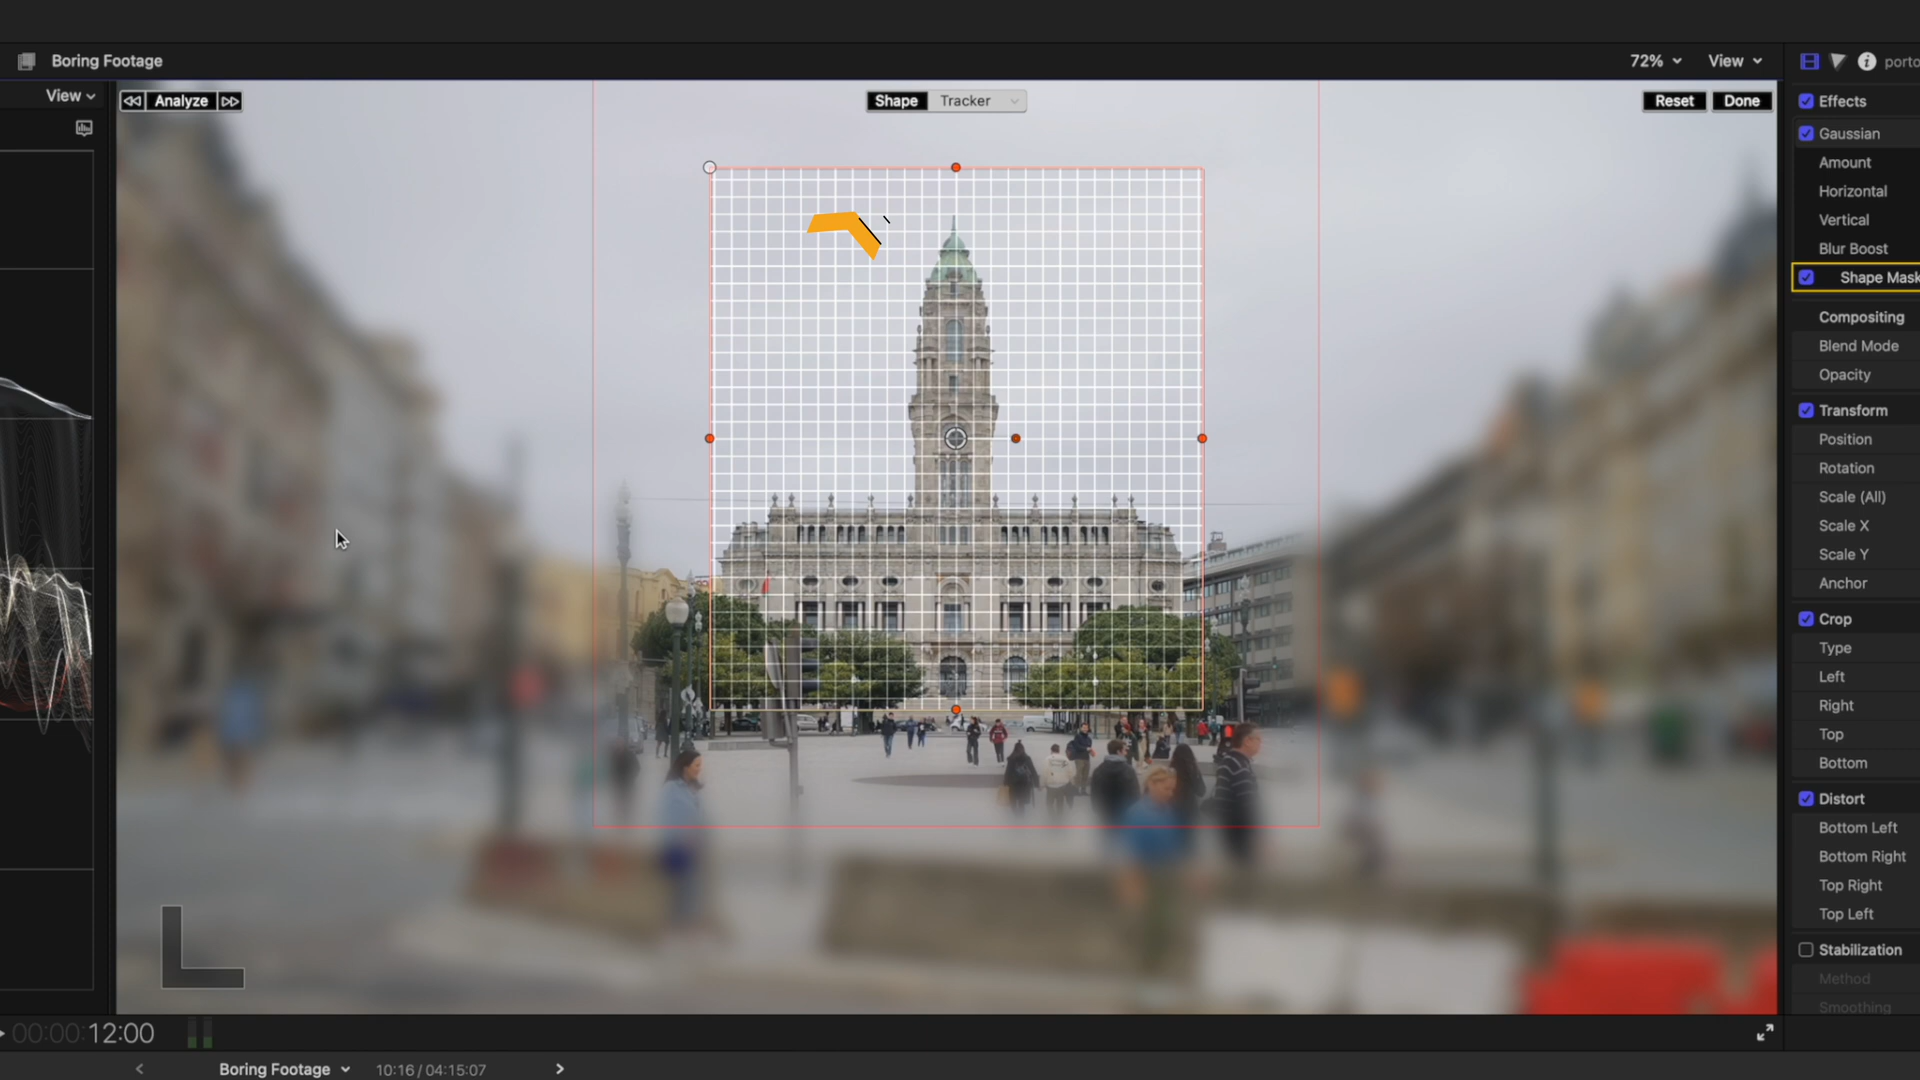 Boring Footage
72%
View
porto
View
Analyze
Shape
Tracker
Reset
Done
Effects
Gaussian
Amount
Horizontal
Vertical
Blur Boost
Shape Mask
Compositing
Blend Mode
Opacity
Transform
Position
Rotation
Scale (All)
Scale X
Scale Y
Anchor
Crop
Type
Left
Right
Top
Bottom
Distort
Bottom Left
Bottom Right
Top Right
Top Left
Stabilization
Method
Smoothing
00:00:12:00
Boring Footage
10:16 / 04:15:07